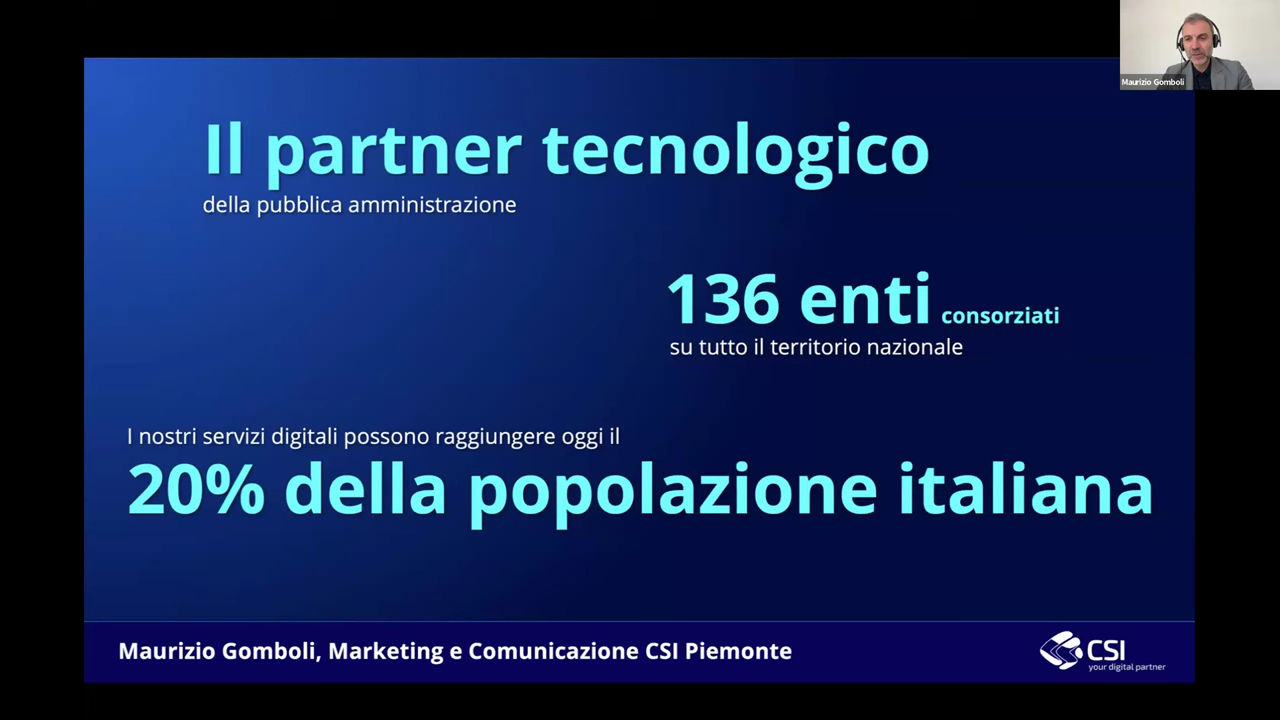 Maurizio Gomboli
Il partner tecnologico
della pubblica amministrazione
136 enti consorziati
su tutto il territorio nazionale
I nostri servizi digitali possono raggiungere oggi il
20% della popolazione italiana
Maurizio Gomboli, Marketing e Comunicazione CSI Piemonte
CSI
your digital partner